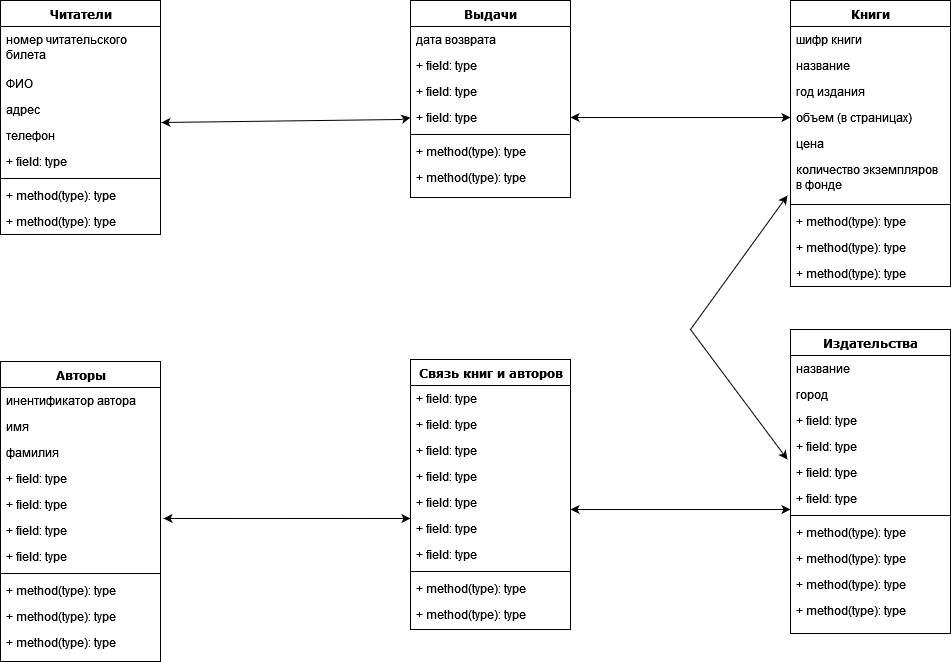 Читатели
номер читательского
билета
ФИО
адрес
телефон
+ field: type
+ method(type): type
+ method(type): type
Выдачи
дата возврата
+ field: type
+ field: type
+ field: type
+ method(type): type
+ method(type): type
Книги
шифр книги
название
год издания
объем (в страницах)
цена
количество экземпляров
в фонде
+ method(type): type
+ method(type): type
+ method(type): type
Авторы
инентификатор автора
имя
фамилия
+ field: type
+ field: type
+ field: type
+ field: type
+ method(type): type
+ method(type): type
+ method(type): type
Связь книг и авторов
+ field: type
+ field: type
+ field: type
+ field: type
+ field: type
+ field: type
+ field: type
+ method(type): type
+ method(type): type
Издательства
название
город
+ field: type
+ field: type
+ field: type
+ field: type
+ method(type): type
+ method(type): type
+ method(type): type
+ method(type): type